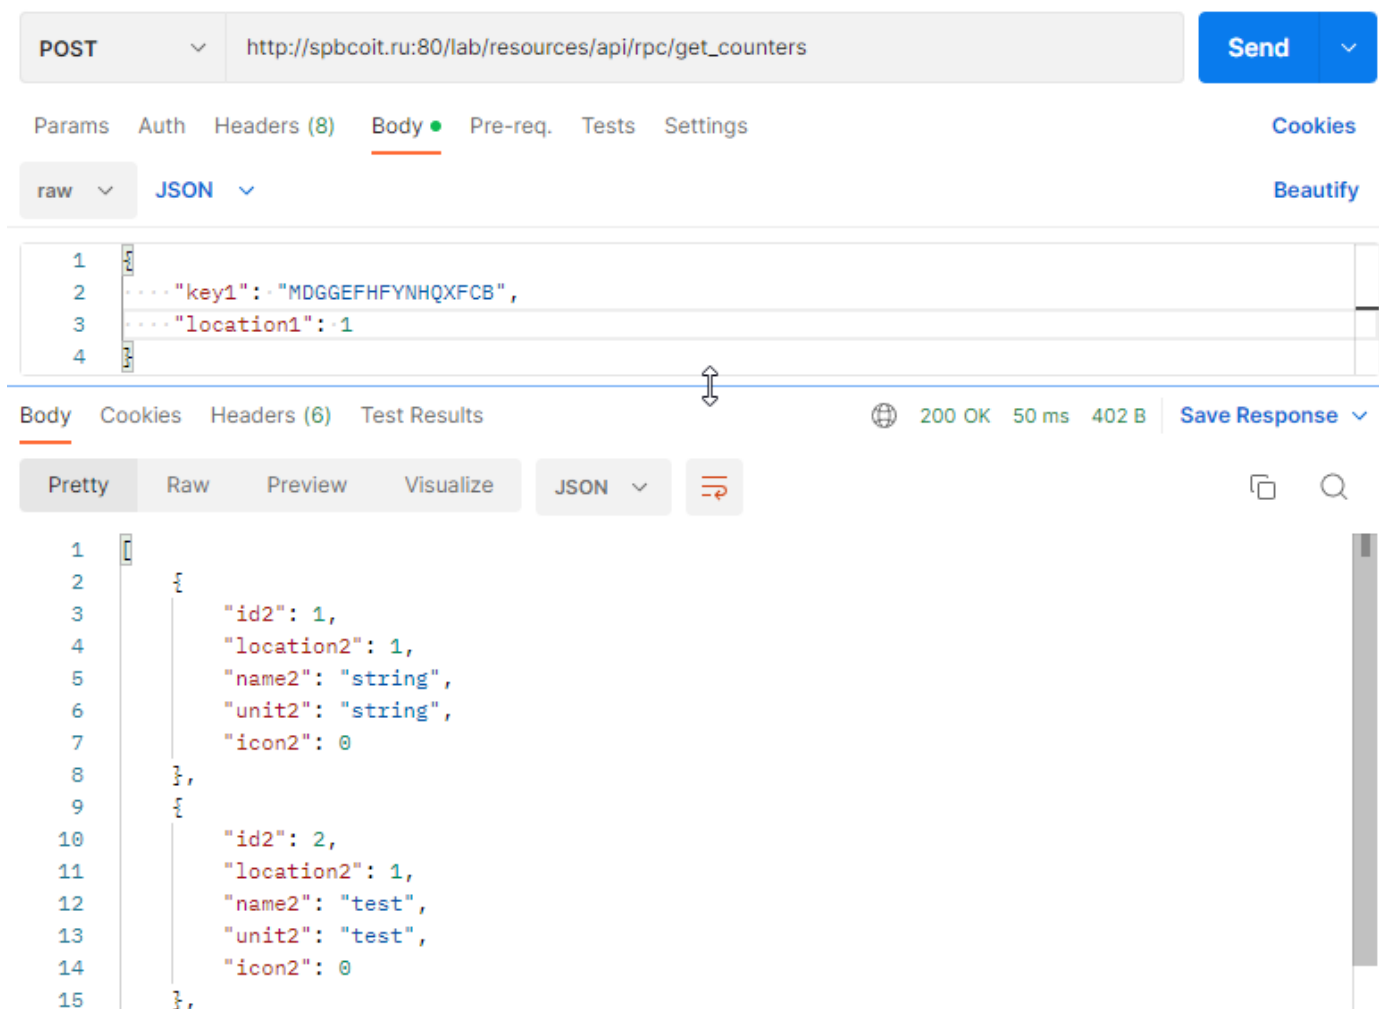 POST http://spbcoit.ru:80/lab/resources/api/rpc/get_counters Send
Params Auth Headers (8) Body Pre-req. Tests Settings Cookies
raw JSON Beautify
1 {
2 "key1": "MDGGEFHFYNHQXFCB",
3 "location1": 1
4 }
Body Cookies Headers (6) Test Results 200 OK 50 ms 402 B Save Response
Pretty Raw Preview Visualize JSON
1 [
2 {
3 "id2": 1,
4 "location2": 1,
5 "name2": "string",
6 "unit2": "string",
7 "icon2": 0
8 },
9 {
10 "id2": 2,
11 "location2": 1,
12 "name2": "test",
13 "unit2": "test",
14 "icon2": 0
15 },